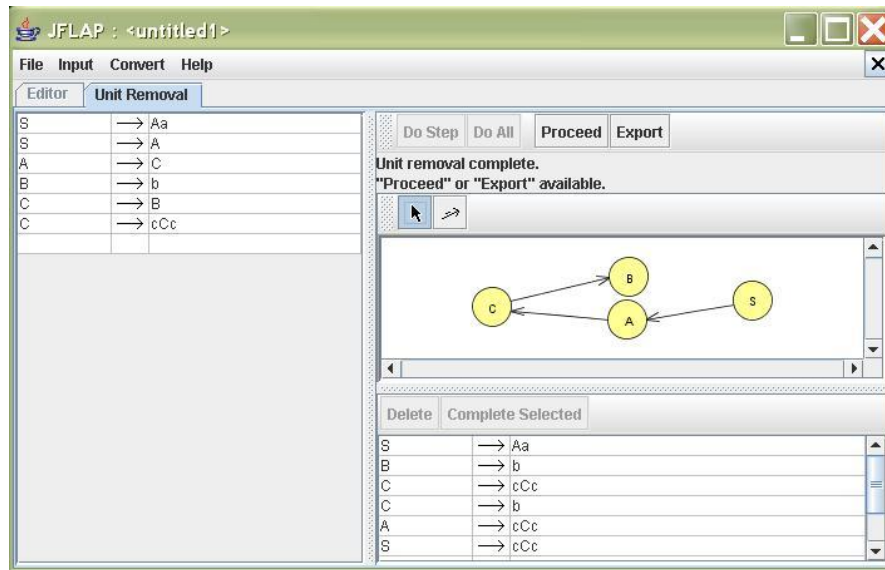 JFLAP : <untitled1>
File Input Convert Help
Editor Unit Removal
S → Aa
S → A
A → C
B → b
C → B
C → cCc
Do Step Do All Proceed Export
Unit removal complete.
"Proceed" or "Export" available.
B
C
S
A
Delete Complete Selected
S → Aa
B → b
C → cCc
C → b
A → cCc
S → cCc